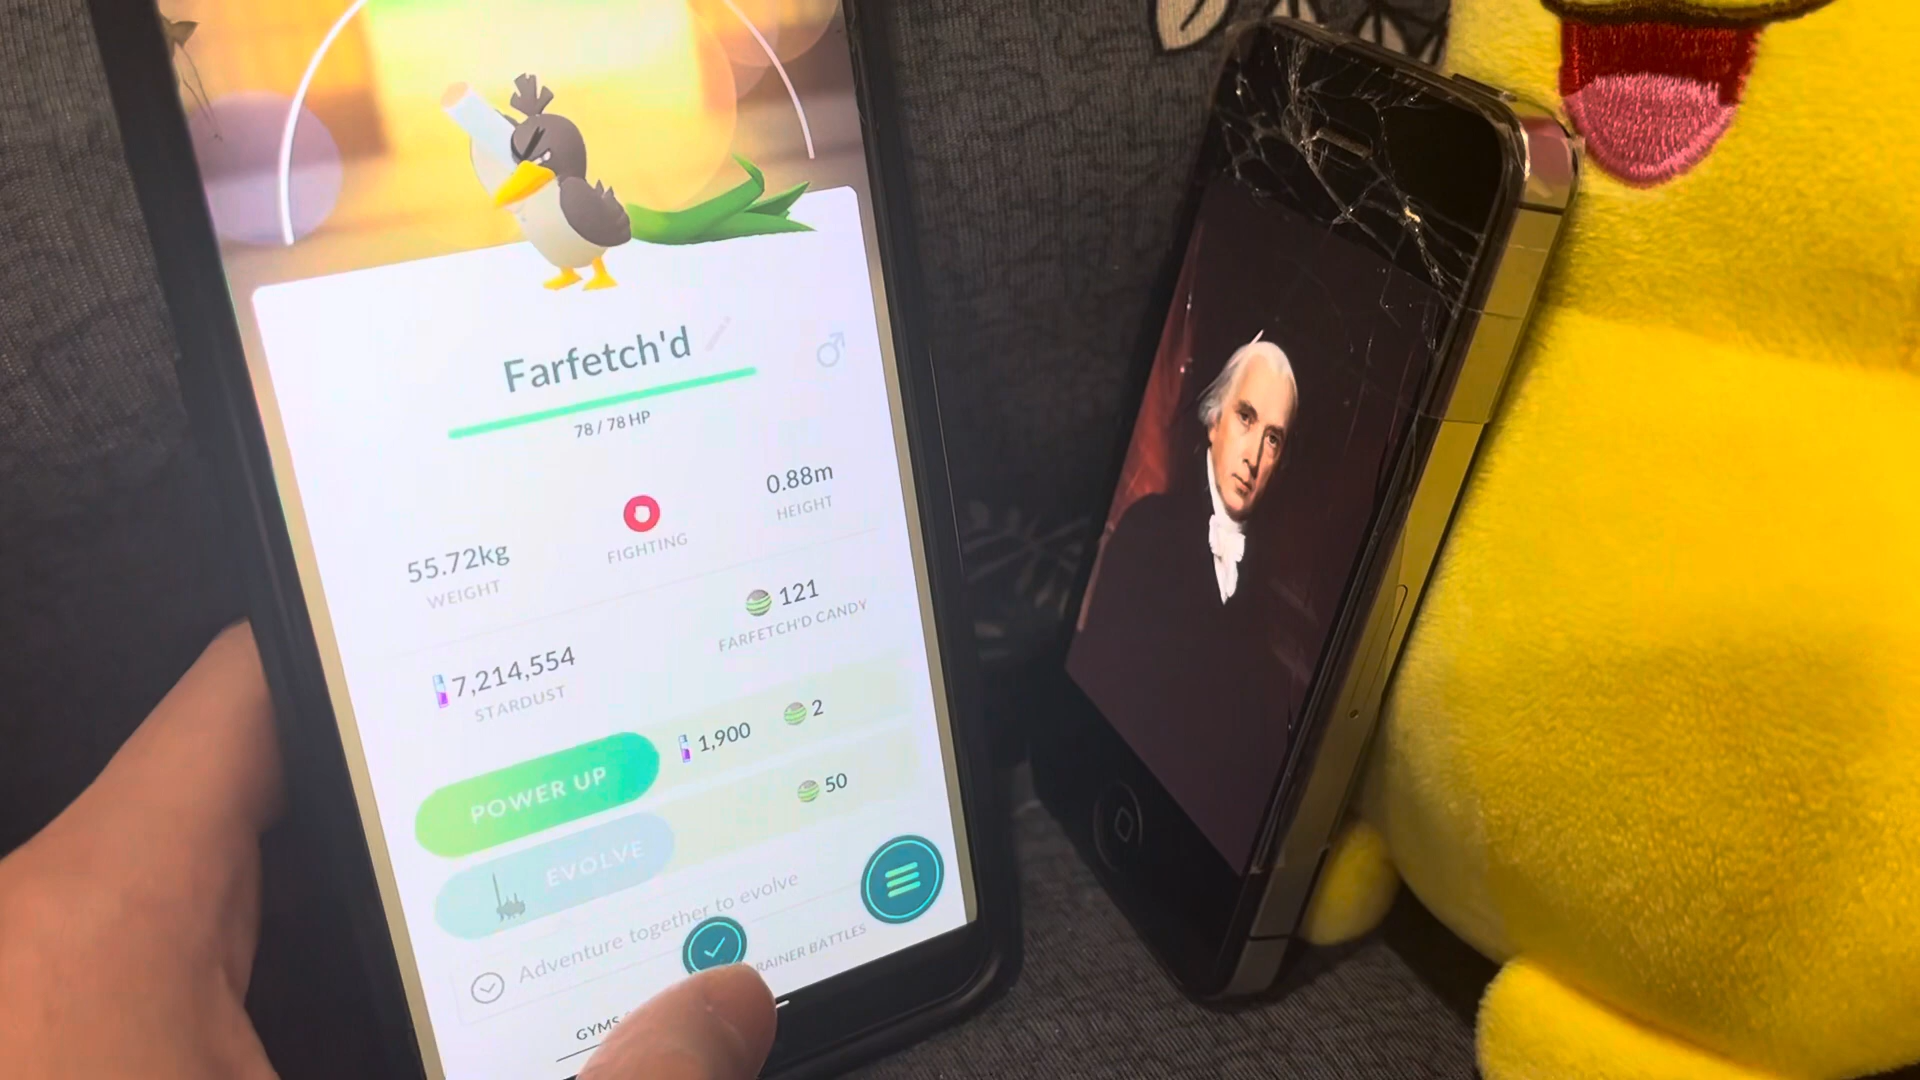 Farfetch'd
78 / 78 HP
55.72kg
WEIGHT
FIGHTING
0.88m
HEIGHT
7,214,554
STARDUST
121
FARFETCH'D CANDY
POWER UP
1,900
2
EVOLVE
50
Adventure together to evolve
GYMS
RAINER BATTLES